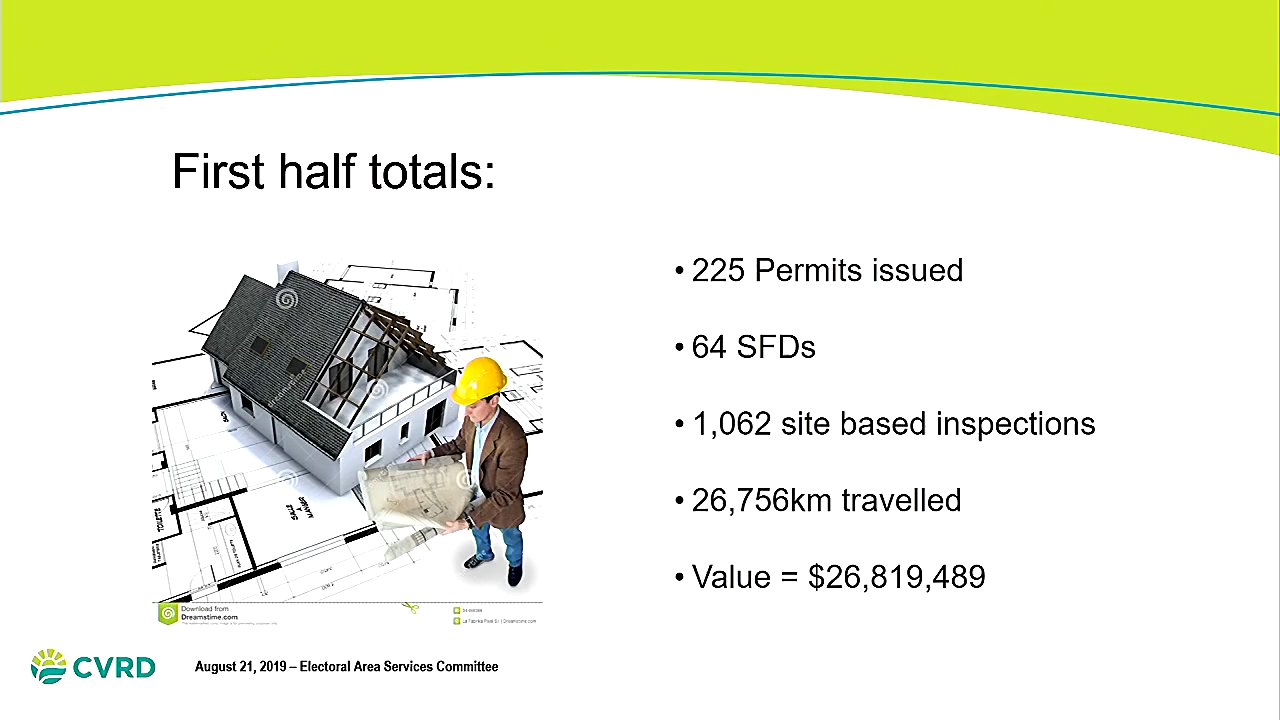 First half totals:
• 225 Permits issued
• 64 SFDs
• 1,062 site based inspections
• 26,756km travelled
• Value = $26,819,489
Download from
Dreamstime.com
CVRD
August 21, 2019 – Electoral Area Services Committee